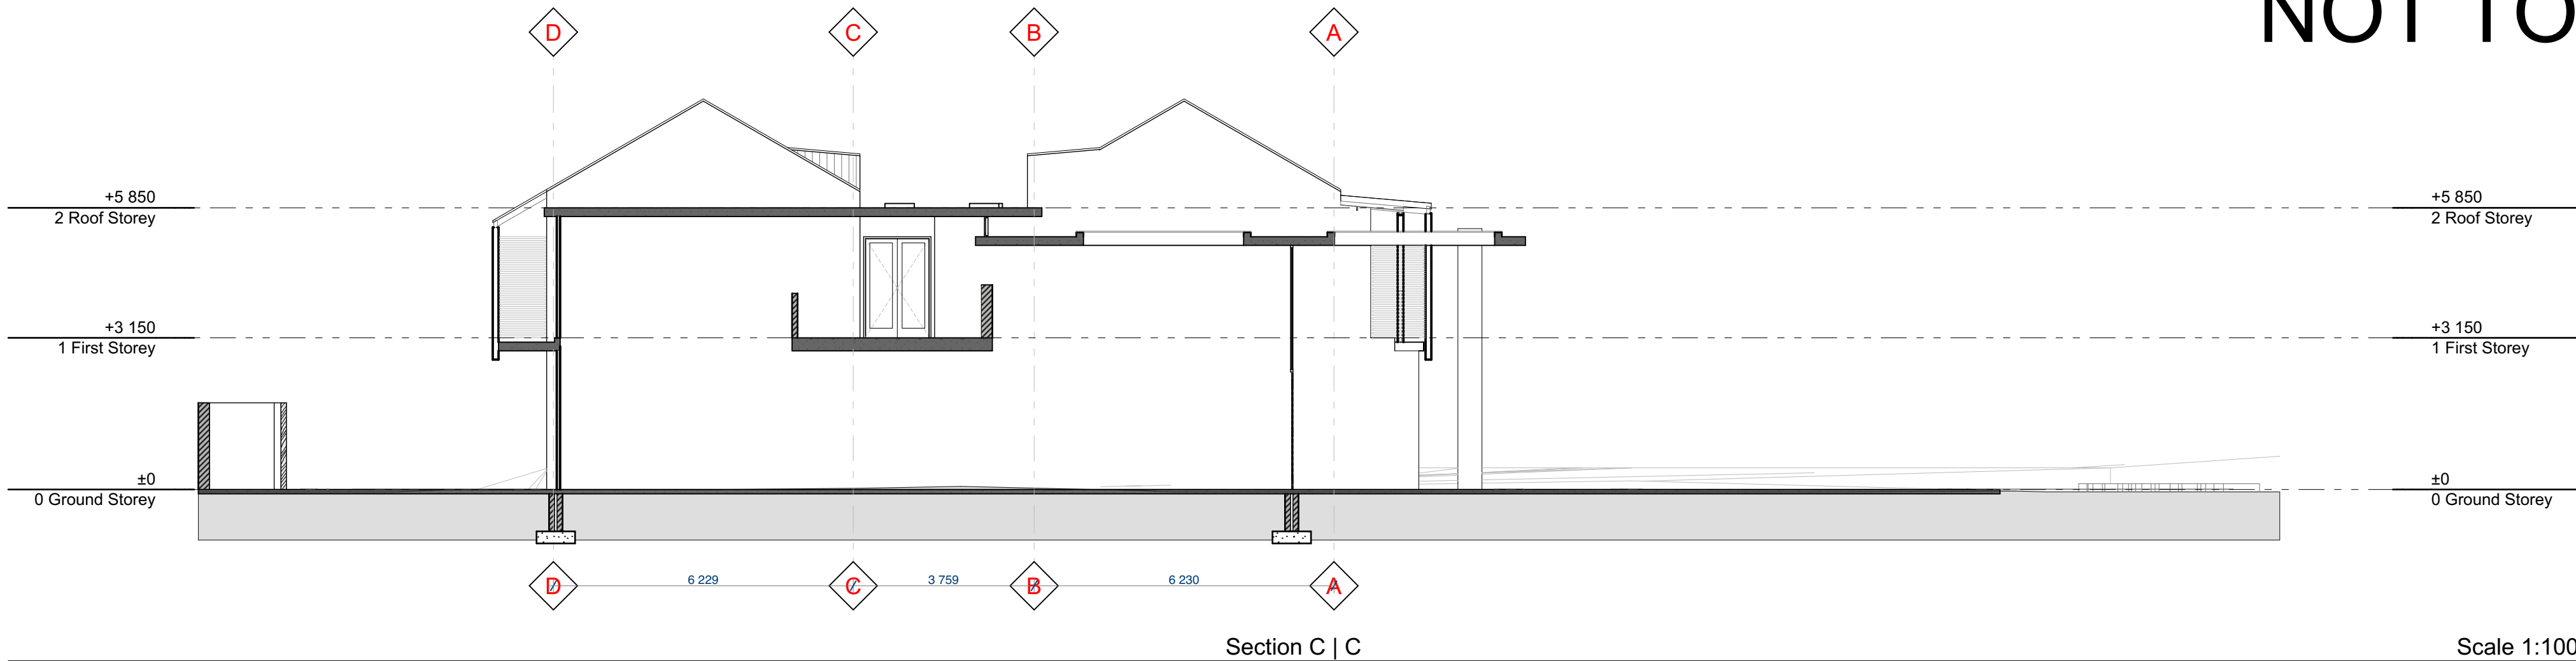 NOT TO
D
C
B
A
+5 850
2 Roof Storey
+5 850
2 Roof Storey
+3 150
1 First Storey
+3 150
1 First Storey
±0
0 Ground Storey
±0
0 Ground Storey
D
6 229
C
3 759
B
6 230
A
Section C | C
Scale 1:100